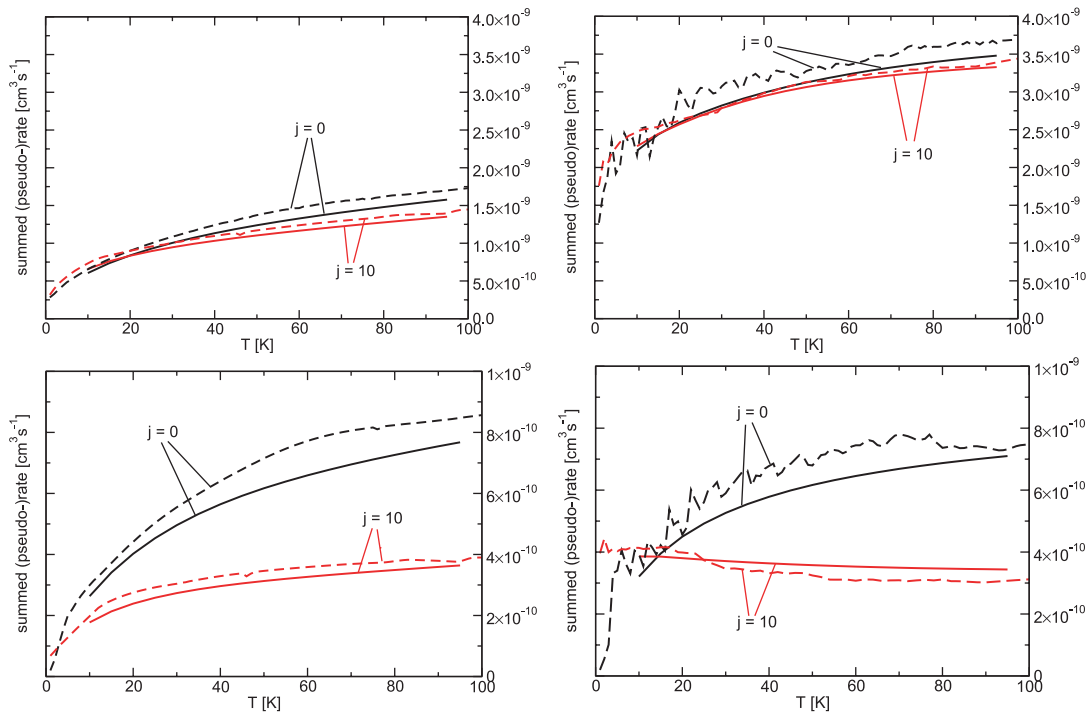 4.0×10⁻⁹
3.5×10⁻⁹
3.0×10⁻⁹
2.5×10⁻⁹
2.0×10⁻⁹
1.5×10⁻⁹
1.0×10⁻⁹
5.0×10⁻¹⁰
0.0
summed (pseudo-)rate [cm³s⁻¹]
j = 0
j = 10
0 20 40 60 80 100
T [K]
4.0×10⁻⁹
3.5×10⁻⁹
3.0×10⁻⁹
2.5×10⁻⁹
2.0×10⁻⁹
1.5×10⁻⁹
1.0×10⁻⁹
5.0×10⁻¹⁰
0.0
summed (pseudo)rate [cm³s⁻¹]
j = 0
j = 10
0 20 40 60 80 100
T [K]
1×10⁻⁹
8×10⁻¹⁰
6×10⁻¹⁰
4×10⁻¹⁰
2×10⁻¹⁰
0
summed (pseudo-)rate [cm³s⁻¹]
j = 0
j = 10
0 20 40 60 80 100
T [K]
1×10⁻⁹
8×10⁻¹⁰
6×10⁻¹⁰
4×10⁻¹⁰
2×10⁻¹⁰
0
summed (pseudo-)rate [cm³s⁻¹]
j = 0
j = 10
0 20 40 60 80 100
T [K]